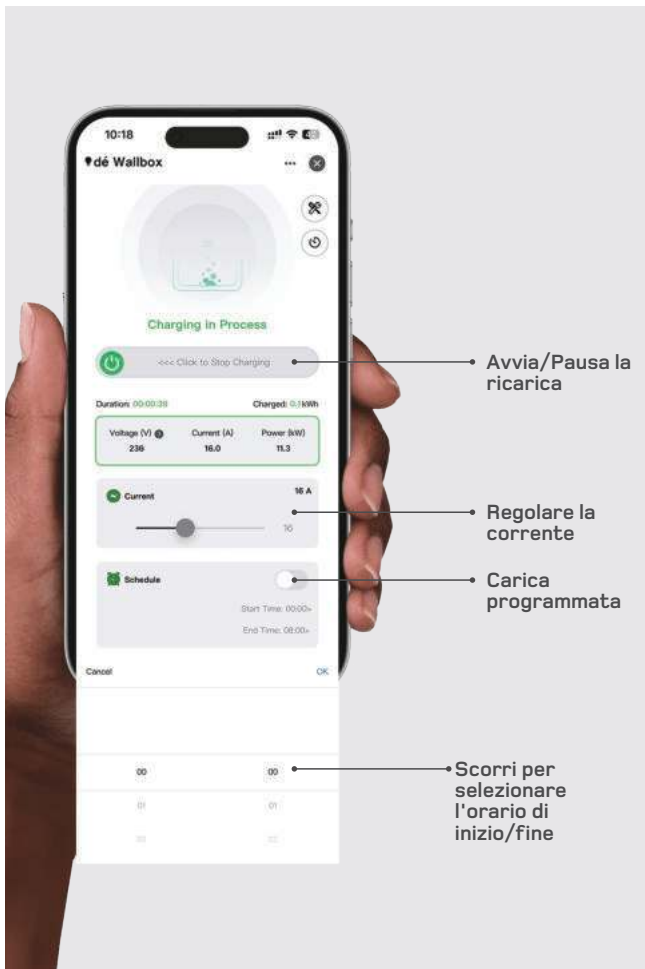 10:18
dé Wallbox
Charging in Process
<<< Click to Stop Charging
Avvia/Pausa la
ricarica
Duration: 00:00:39 Charged: 0.1 kWh
Voltage (V) Current (A) Power (kW)
236 16.0 11.3
Current 16 A
16
Regolare la
corrente
Schedule
Carica
programmata
Start Time: 00:00>
End Time: 08:00>
Cancel OK
00 00
01 01
02 02
Scorri per
selezionare
l'orario di
inizio/fine